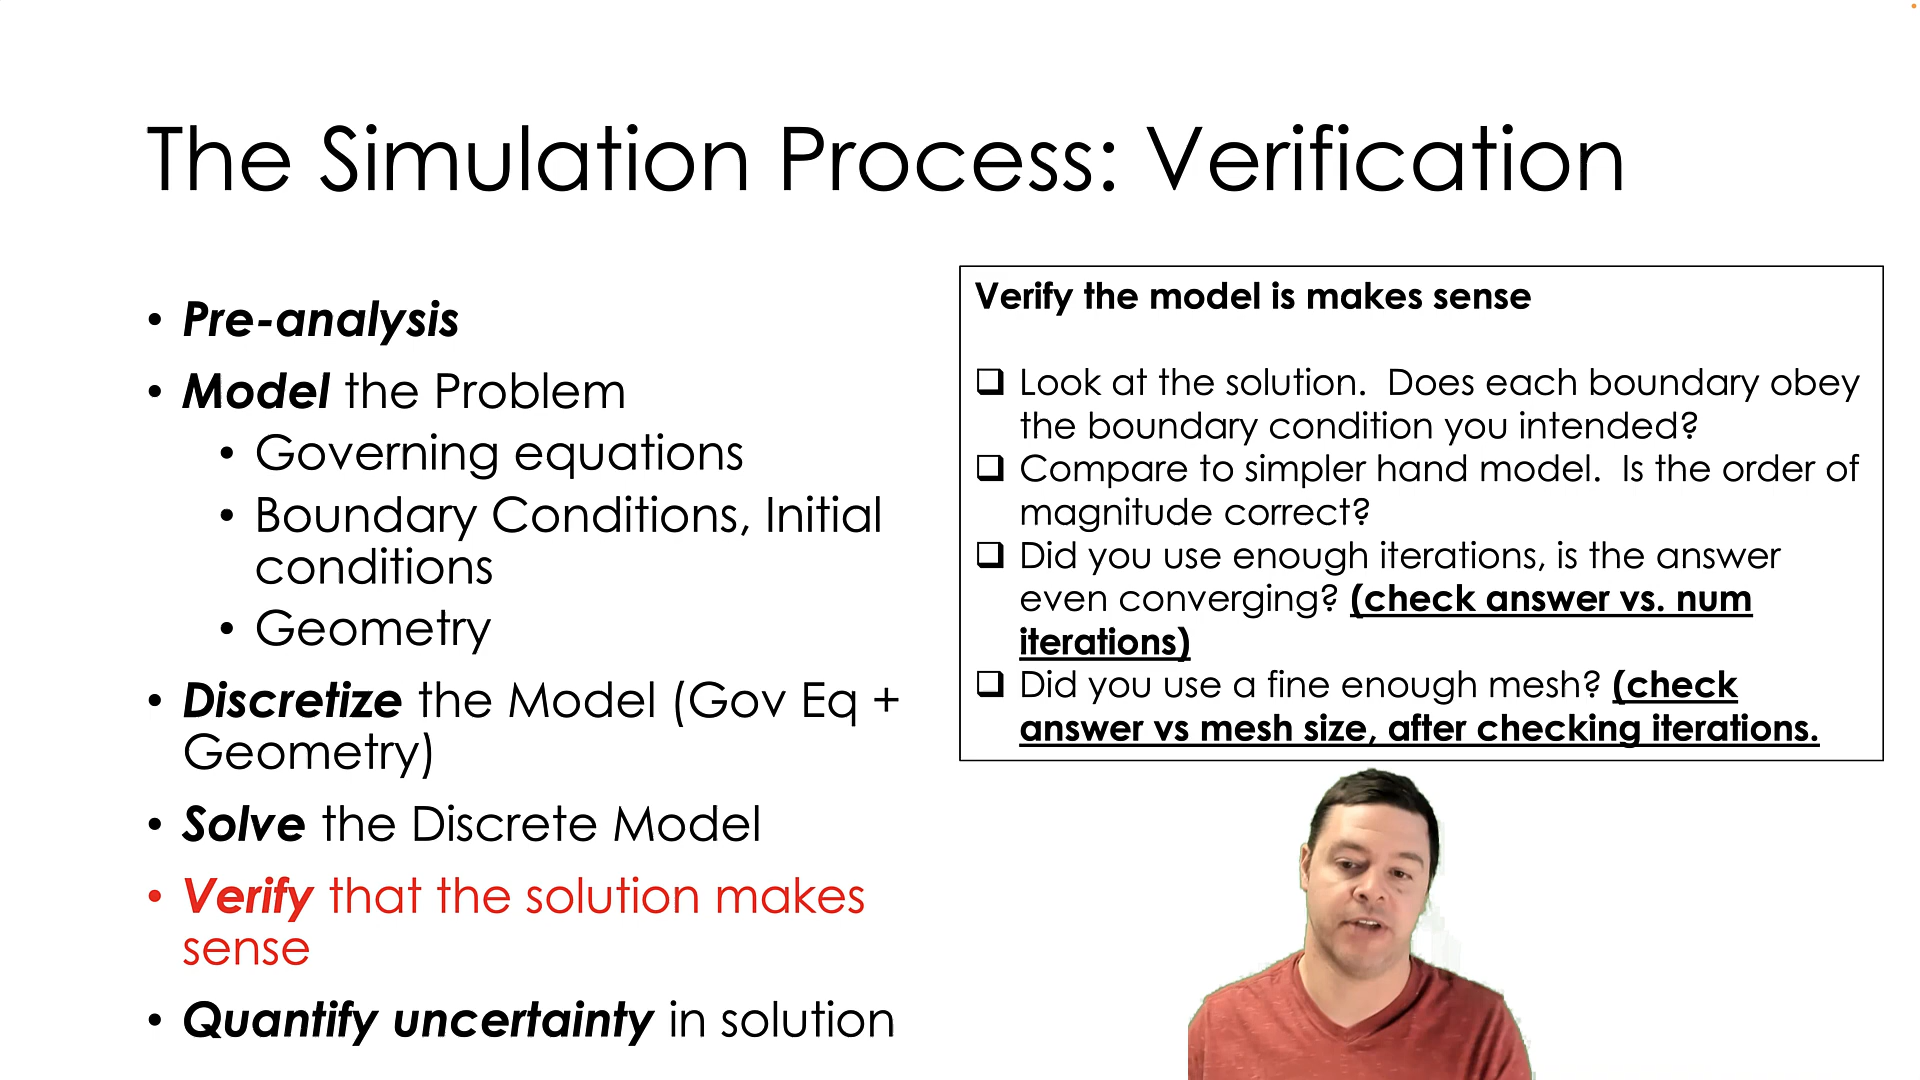 The Simulation Process: Verification
• Pre-analysis
• Model the Problem
• Governing equations
• Boundary Conditions, Initial
conditions
• Geometry
• Discretize the Model (Gov Eq +
Geometry)
• Solve the Discrete Model
• Verify that the solution makes
sense
• Quantify uncertainty in solution
Verify the model is makes sense
❑ Look at the solution.  Does each boundary obey
the boundary condition you intended?
❑ Compare to simpler hand model.  Is the order of
magnitude correct?
❑ Did you use enough iterations, is the answer
even converging? (check answer vs. num
iterations)
❑ Did you use a fine enough mesh? (check
answer vs mesh size, after checking iterations.